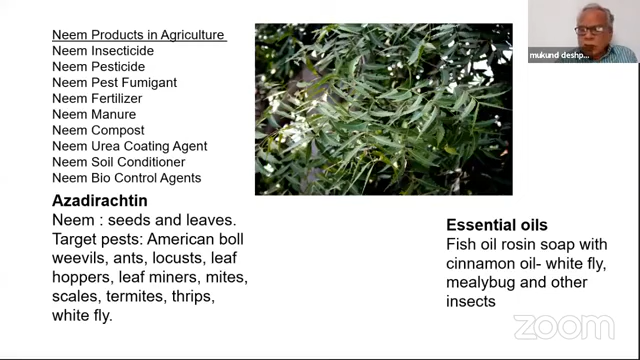 Neem Products in Agriculture
Neem Insecticide
Neem Pesticide
Neem Pest Fumigant
Neem Fertilizer
Neem Manure
Neem Compost
Neem Urea Coating Agent
Neem Soil Conditioner
Neem Bio Control Agents
Azadirachtin
Neem : seeds and leaves.
Target pests: American boll
weevils, ants, locusts, leaf
hoppers, leaf miners, mites,
scales, termites, thrips,
white fly.
mukund deshp...
Essential oils
Fish oil rosin soap with
cinnamon oil- white fly,
mealybug and other
insects
zoom